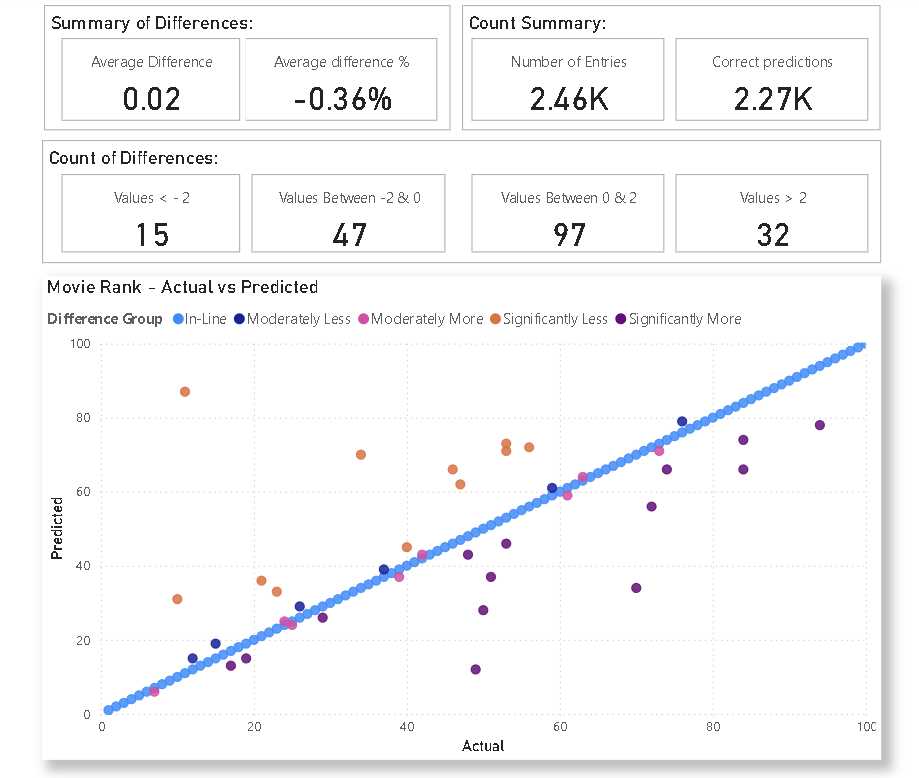 Summary of Differences:
Count Summary:
Average Difference
Average difference %
Number of Entries
Correct predictions
0.02
-0.36%
2.46K
2.27K
Count of Differences:
Values < - 2
Values Between -2 & 0
Values Between 0 & 2
Values > 2
15
47
97
32
Movie Rank - Actual vs Predicted
Difference Group In-Line Moderately Less Moderately More Significantly Less Significantly More
100
80
60
40
20
0
Predicted
0 20 40 60 80 100
Actual